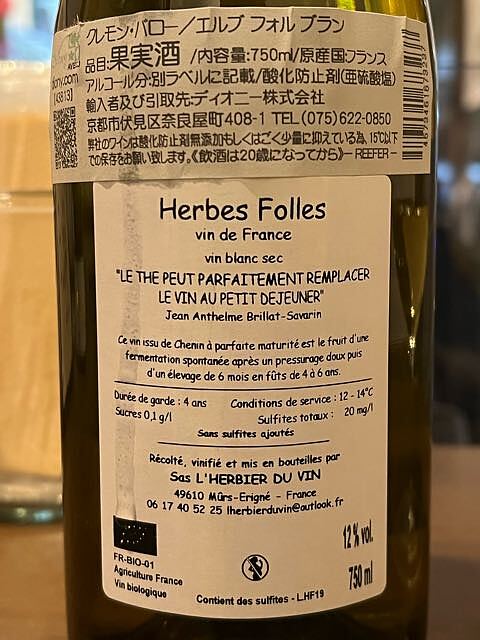 クレモン・バロー／エルブ フォル ブラン
品目:果実酒 /内容量:750ml/原産国:フランス
アルコール分:別ラベルに記載/酸化防止剤(亜硫酸塩)
輸入者及び引取先:ディオニー株式会社
京都市伏見区奈良屋町408-1 TEL(075)622-0850
弊社のワインは酸化防止剤無添加もしくはごく少量に抑えている為、15℃以下
での保存をお願い致します。《飲酒は20歳になってから》— REEFER —
Herbes Folles
vin de France
vin blanc sec
"LE THE PEUT PARFAITEMENT REMPLACER
LE VIN AU PETIT DEJEUNER"
Jean Anthelme Brillat-Savarin
Ce vin issu de Chenin à parfaite maturité est le fruit d'une
fermentation spontanée après un pressurage doux puis
d'un élevage de 6 mois en fûts de 4 à 6 ans.
Durée de garde : 4 ans Conditions de service : 12 - 14°C
Sucres 0,1 g/l Sulfites totaux : 20 mg/l
Sans sulfites ajoutés
Récolté, vinifié et mis en bouteilles par
Sas L'HERBIER DU VIN
49610 Mûrs-Erigné - France
06 17 40 52 25 lherbierduvin@outlook.fr
12 % vol.
750 ml
FR-BIO-01
Agriculture France
Vin biologique
Contient des sulfites - L.HF19